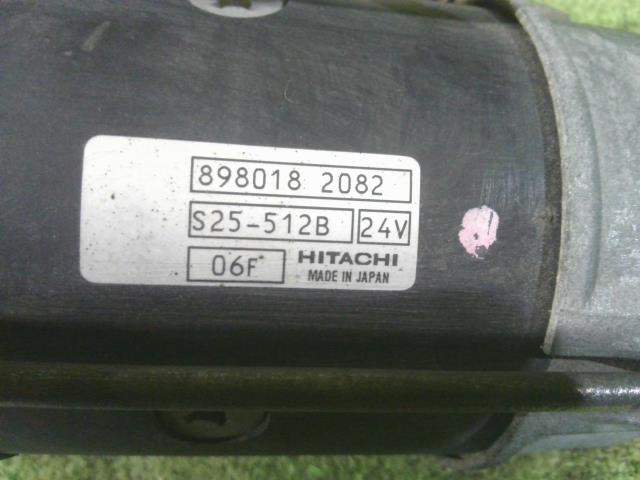 898018 2082
S25-512B 24V
06F HITACHI
MADE IN JAPAN